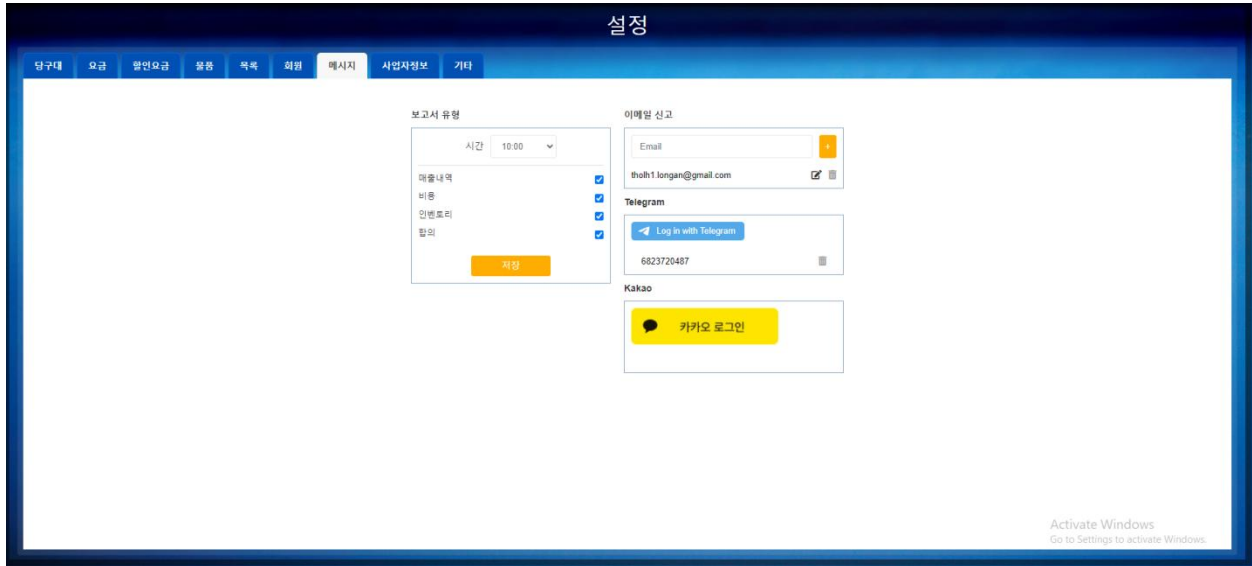 설정
당구대 요금 할인요금 물품 목록 회원 메시지 사업자정보 기타
보고서 유형
시간 10:00
매출내역
비용
인벤토리
합의
저장
이메일 신고
Email
+
tholh1.longan@gmail.com
Telegram
Log in with Telegram
6823720487
Kakao
카카오 로그인
Activate Windows
Go to Settings to activate Windows.